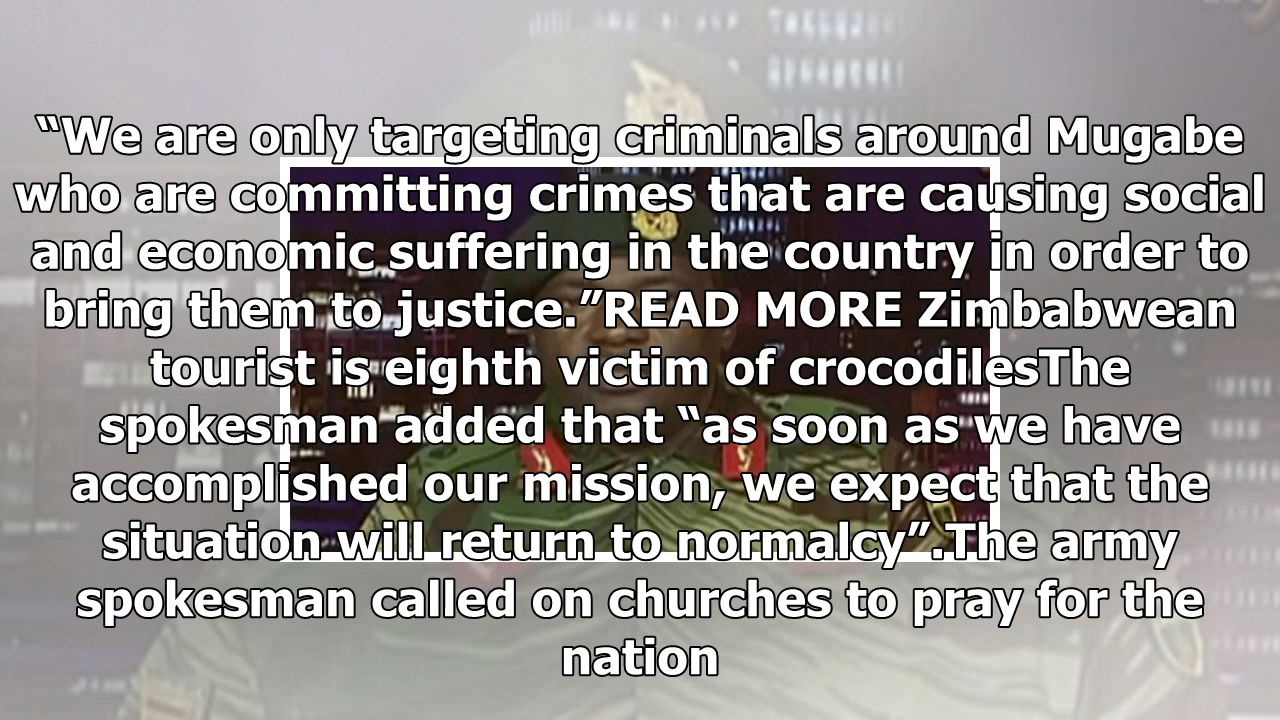 “We are only targeting criminals around Mugabe
who are committing crimes that are causing social
and economic suffering in the country in order to
bring them to justice.”READ MORE Zimbabwean
tourist is eighth victim of crocodilesThe
spokesman added that “as soon as we have
accomplished our mission, we expect that the
situation will return to normalcy”.The army
spokesman called on churches to pray for the
nation